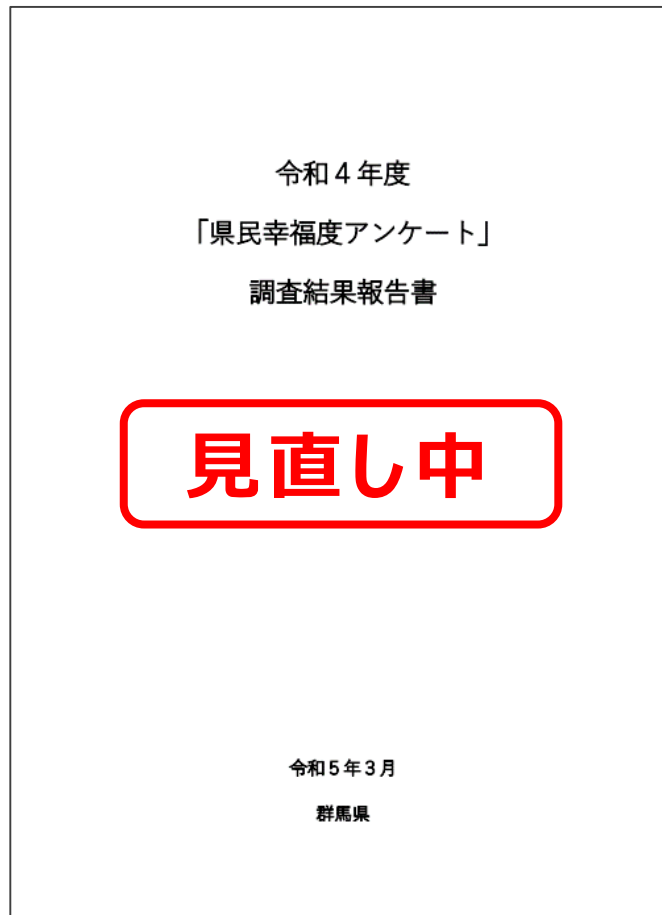 令和４年度
「県民幸福度アンケート」
調査結果報告書
見直し中
令和５年３月
群馬県